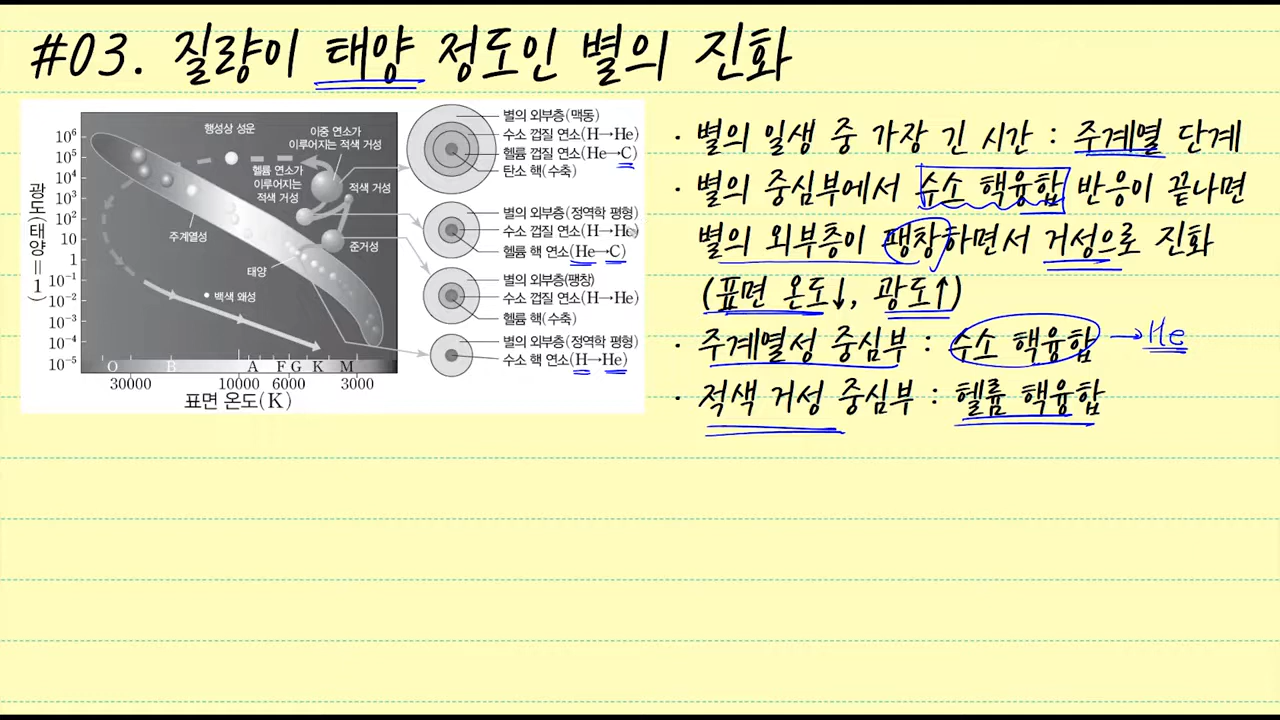 #03. 질량이 태양 정도인 별의 진화
광도(태양=1)
10⁶
10⁵
10⁴
10³
10²
10
1
10⁻¹
10⁻²
10⁻³
10⁻⁴
10⁻⁵
행성상 성운
이중 연소가
이루어지는 적색 거성
헬륨 연소가
이루어지는
적색 거성
적색 거성
주계열성
준거성
태양
백색 왜성
O B A F G K M
30000 10000 6000 3000
표면 온도(K)
별의 외부층(맥동)
수소 껍질 연소(H→He)
헬륨 껍질 연소(He→C)
탄소 핵(수축)
별의 외부층(정역학 평형)
수소 껍질 연소(H→He)
헬륨 핵 연소(He→C)
별의 외부층(팽창)
수소 껍질 연소(H→He)
헬륨 핵(수축)
별의 외부층(정역학 평형)
수소 핵 연소(H→He)
· 별의 일생 중 가장 긴 시간 : 주계열 단계
· 별의 중심부에서 수소 핵융합 반응이 끝나면
별의 외부층이 팽창하면서 거성으로 진화
(표면 온도↓, 광도↑)
· 주계열성 중심부 : 수소 핵융합 → He
· 적색 거성 중심부 : 헬륨 핵융합